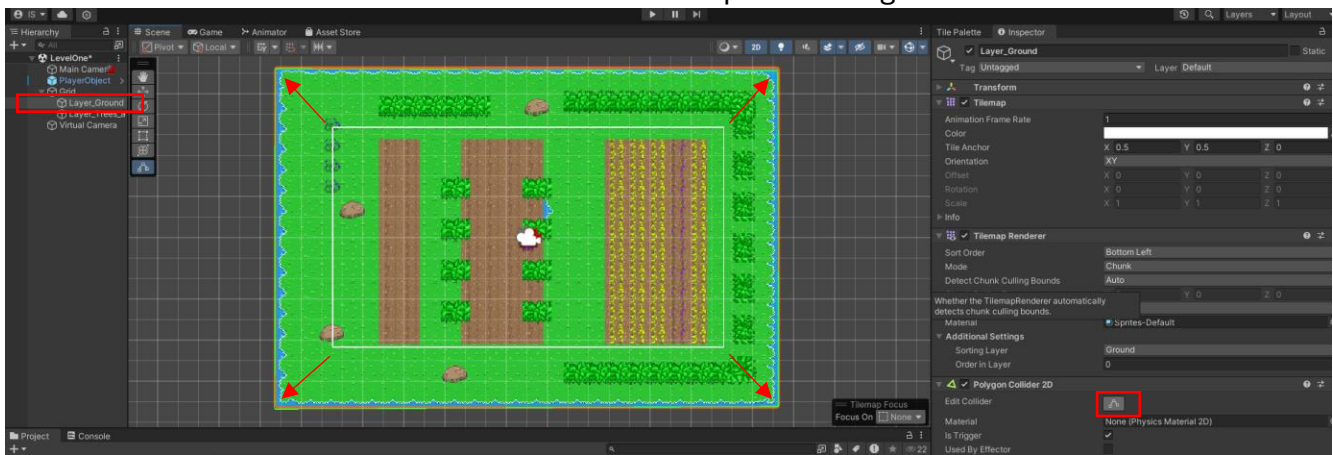 IS
Layers
Layout
Hierarchy
Scene
Game
Animator
Asset Store
Tile Palette
Inspector
All
Pivot
Local
2D
LevelOne*
Main Camera
PlayerObject
Grid
Layer_Ground
Layer_Trees_a
Virtual Camera
Layer_Ground
Static
Tag Untagged
Layer Default
Transform
Tilemap
Animation Frame Rate 1
Color
Tile Anchor X 0.5 Y 0.5 Z 0
Orientation XY
Offset X 0 Y 0 Z 0
Rotation X 0 Y 0 Z 0
Scale X 1 Y 1 Z 1
Info
Tilemap Renderer
Sort Order Bottom Left
Mode Chunk
Detect Chunk Culling Bounds Auto
Y 0 Z 0
Whether the TilemapRenderer automatically
detects chunk culling bounds.
Material Sprites-Default
Additional Settings
Sorting Layer Ground
Order in Layer 0
Polygon Collider 2D
Edit Collider
Material None (Physics Material 2D)
Is Trigger
Used By Effector
Tilemap Focus
Focus On None
Project
Console
22